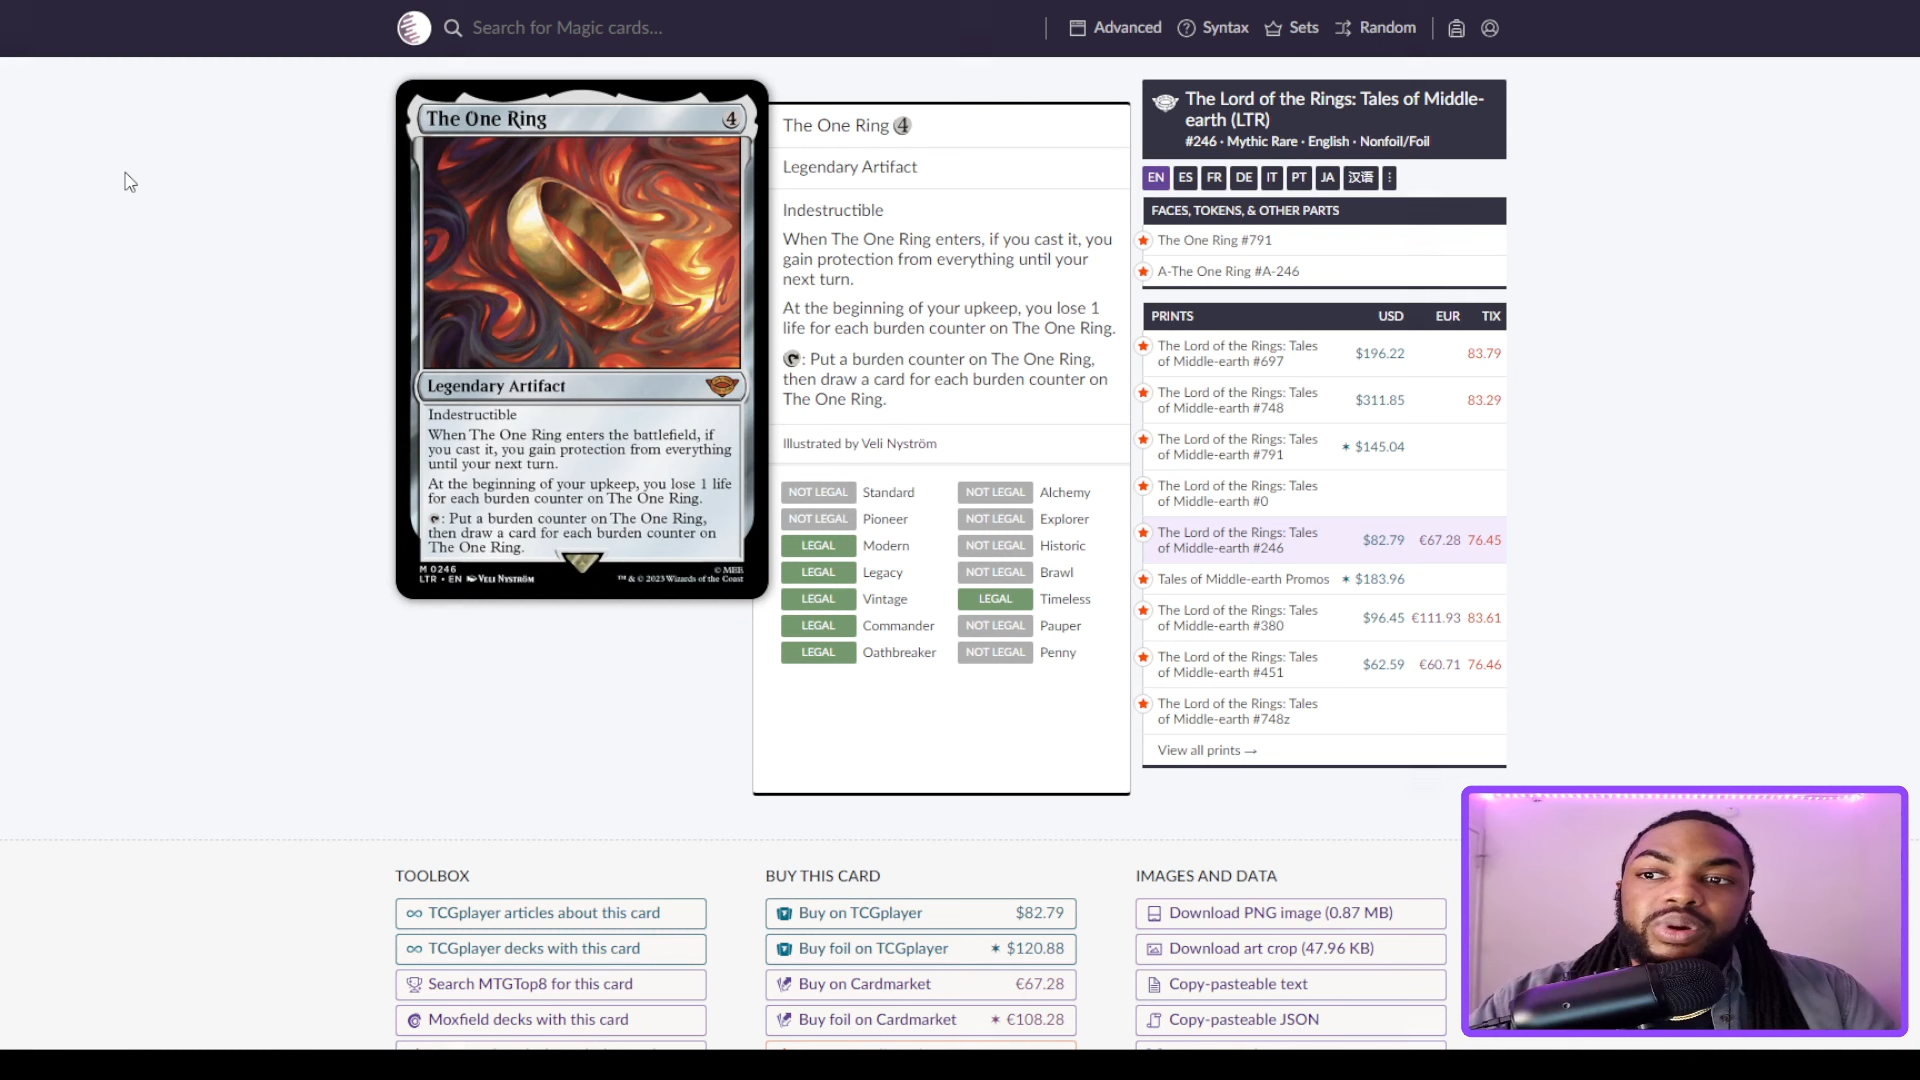 Search for Magic cards...
Advanced
Syntax
Sets
Random
The One Ring 4
Legendary Artifact
Indestructible
When The One Ring enters the battlefield, if
you cast it, you gain protection from everything
until your next turn.
At the beginning of your upkeep, you lose 1 life
for each burden counter on The One Ring.
: Put a burden counter on The One Ring,
then draw a card for each burden counter on
The One Ring.
M 0246
LTR • EN VELI NYSTRÖM
© MEE
™ & © 2023 Wizards of the Coast
The One Ring 4
Legendary Artifact
Indestructible
When The One Ring enters, if you cast it, you
gain protection from everything until your
next turn.
At the beginning of your upkeep, you lose 1
life for each burden counter on The One Ring.
: Put a burden counter on The One Ring,
then draw a card for each burden counter on
The One Ring.
Illustrated by Veli Nyström
NOT LEGAL Standard NOT LEGAL Alchemy
NOT LEGAL Pioneer NOT LEGAL Explorer
LEGAL Modern NOT LEGAL Historic
LEGAL Legacy NOT LEGAL Brawl
LEGAL Vintage LEGAL Timeless
LEGAL Commander NOT LEGAL Pauper
LEGAL Oathbreaker NOT LEGAL Penny
The Lord of the Rings: Tales of Middle-
earth (LTR)
#246 · Mythic Rare · English · Nonfoil/Foil
EN ES FR DE IT PT JA 汉语
FACES, TOKENS, & OTHER PARTS
The One Ring #791
A-The One Ring #A-246
PRINTS USD EUR TIX
The Lord of the Rings: Tales
of Middle-earth #697 $196.22 83.79
The Lord of the Rings: Tales
of Middle-earth #748 $311.85 83.29
The Lord of the Rings: Tales
of Middle-earth #791 ✶ $145.04
The Lord of the Rings: Tales
of Middle-earth #0
The Lord of the Rings: Tales
of Middle-earth #246 $82.79 €67.28 76.45
Tales of Middle-earth Promos ✶ $183.96
The Lord of the Rings: Tales
of Middle-earth #380 $96.45 €111.93 83.61
The Lord of the Rings: Tales
of Middle-earth #451 $62.59 €60.71 76.46
The Lord of the Rings: Tales
of Middle-earth #748z
View all prints →
TOOLBOX
TCGplayer articles about this card
TCGplayer decks with this card
Search MTGTop8 for this card
Moxfield decks with this card
BUY THIS CARD
Buy on TCGplayer $82.79
Buy foil on TCGplayer ✶ $120.88
Buy on Cardmarket €67.28
Buy foil on Cardmarket ✶ €108.28
IMAGES AND DATA
Download PNG image (0.87 MB)
Download art crop (47.96 KB)
Copy-pasteable text
Copy-pasteable JSON